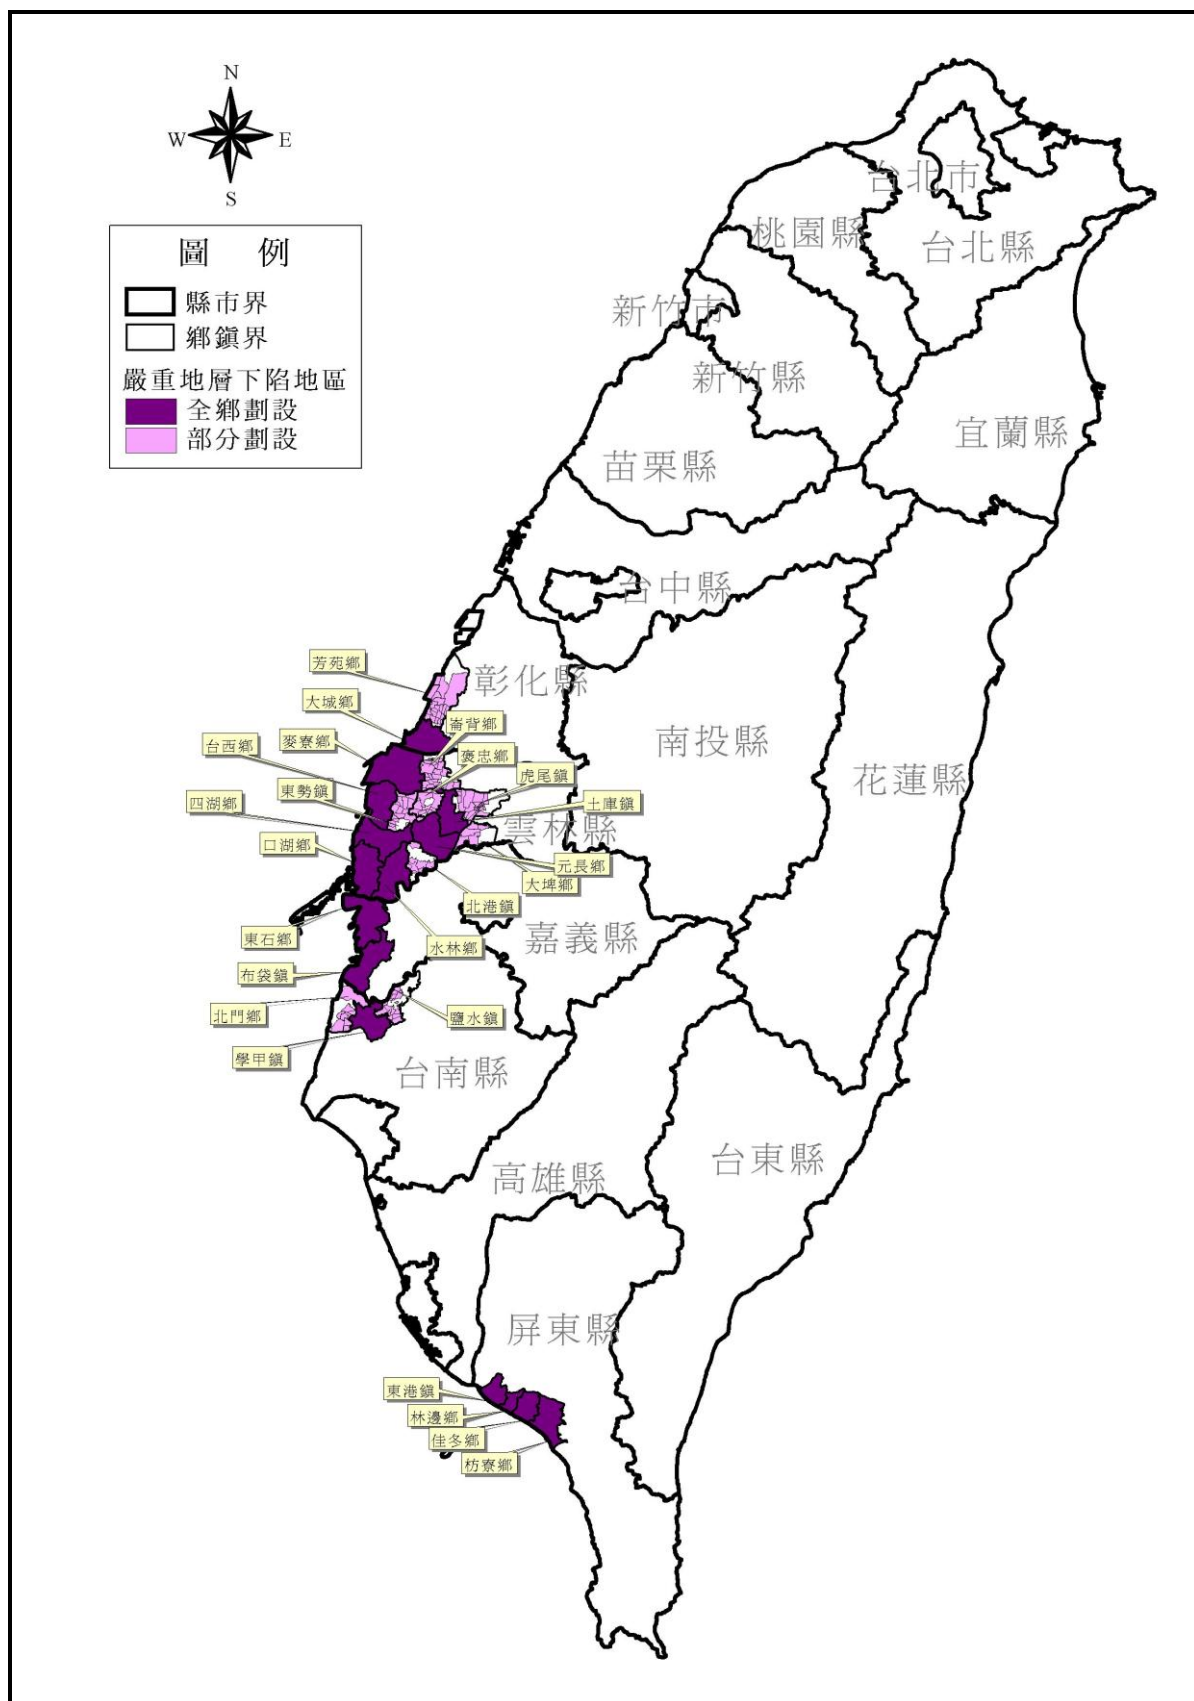 N
W
E
S
圖 例
縣市界
鄉鎮界
嚴重地層下陷地區
全鄉劃設
部分劃設
台北市
桃園縣
台北縣
新竹市
新竹縣
宜蘭縣
苗栗縣
台中縣
彰化縣
南投縣
花蓮縣
雲林縣
嘉義縣
台南縣
高雄縣
台東縣
屏東縣
芳苑鄉
大城鄉
崙背鄉
麥寮鄉
台西鄉
褒忠鄉
虎尾鎮
東勢鎮
四湖鄉
土庫鎮
口湖鄉
元長鄉
大埤鄉
北港鎮
東石鄉
水林鄉
布袋鎮
北門鄉
鹽水鎮
學甲鎮
東港鎮
林邊鄉
佳冬鄉
枋寮鄉